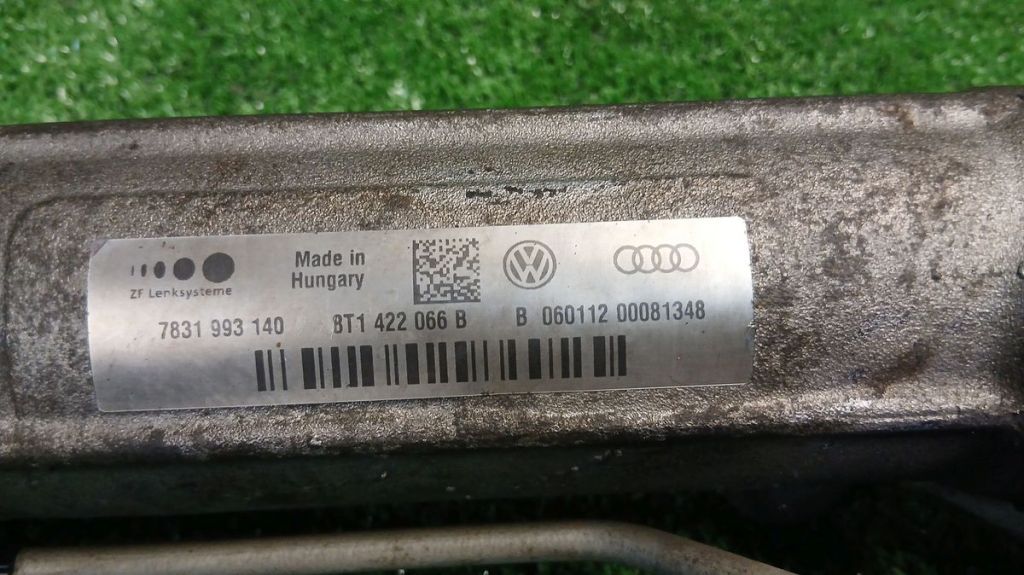 ZF Lenksysteme
Made in
Hungary
7831 993 140 8T1 422 066 B B 060112 00081348